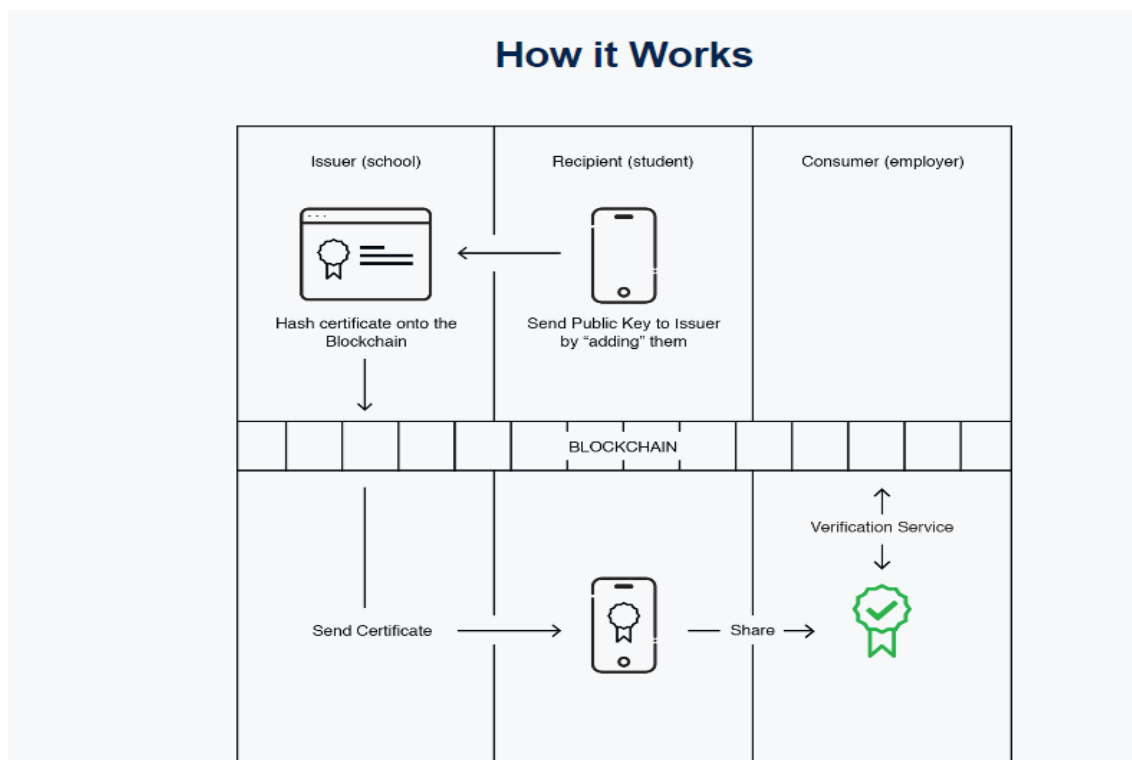 How it Works
Issuer (school)
Recipient (student)
Consumer (employer)
Hash certificate onto the
Blockchain
Send Public Key to Issuer
by “adding” them
BLOCKCHAIN
Verification Service
Send Certificate
Share